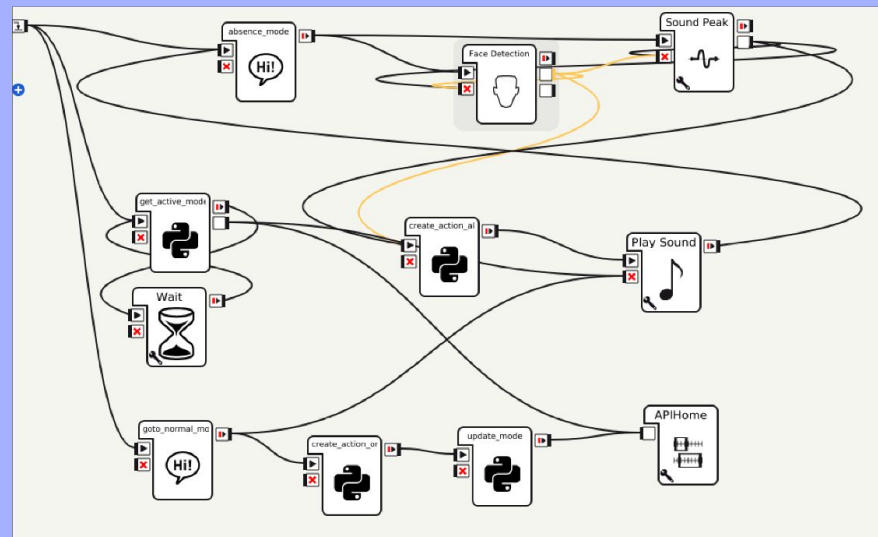 absence_mode
Hi!
Face Detection
Sound Peak
get_active_mode
create_action_al
Play Sound
Wait
goto_normal_mo
Hi!
create_action_or
update_mode
APIHome